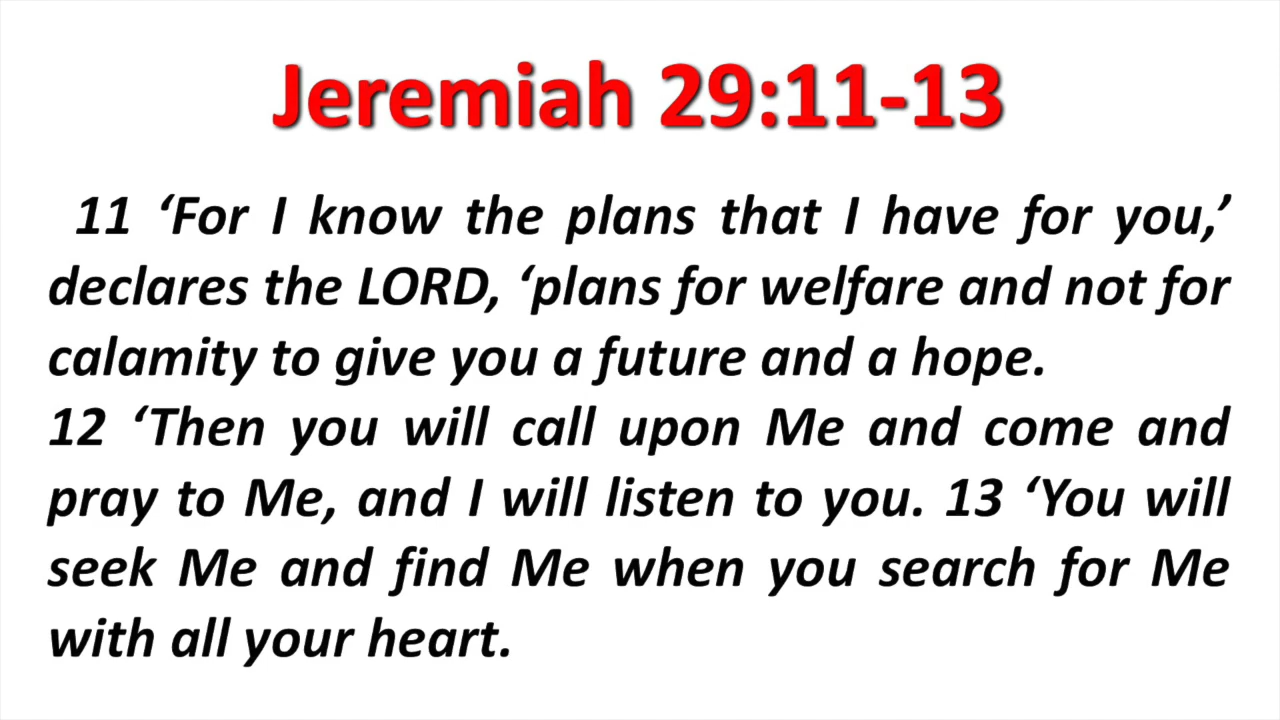 Jeremiah 29:11-13
11 ‘For I know the plans that I have for you,’
declares the LORD, ‘plans for welfare and not for
calamity to give you a future and a hope.
12 ‘Then you will call upon Me and come and
pray to Me, and I will listen to you. 13 ‘You will
seek Me and find Me when you search for Me
with all your heart.